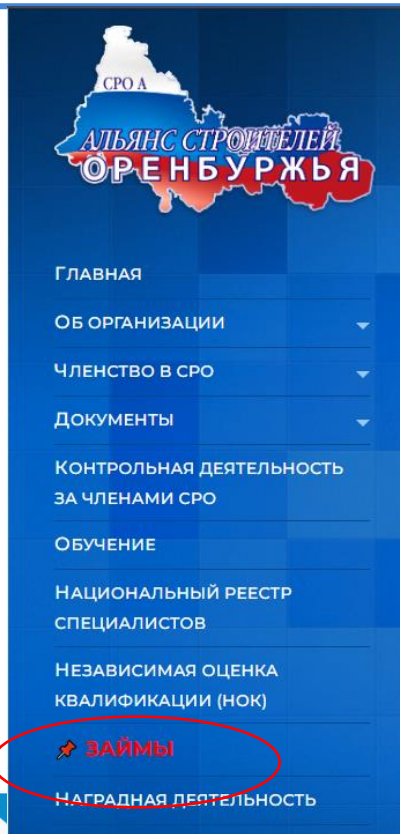 СРО А
АЛЬЯНС СТРОИТЕЛЕЙ
ОРЕНБУРЖЬЯ
Главная
Об организации
Членство в СРО
Документы
Контрольная деятельность
за членами СРО
Обучение
Национальный реестр
специалистов
Независимая оценка
квалификации (НОК)
ЗАЙМЫ
Наградная деятельность